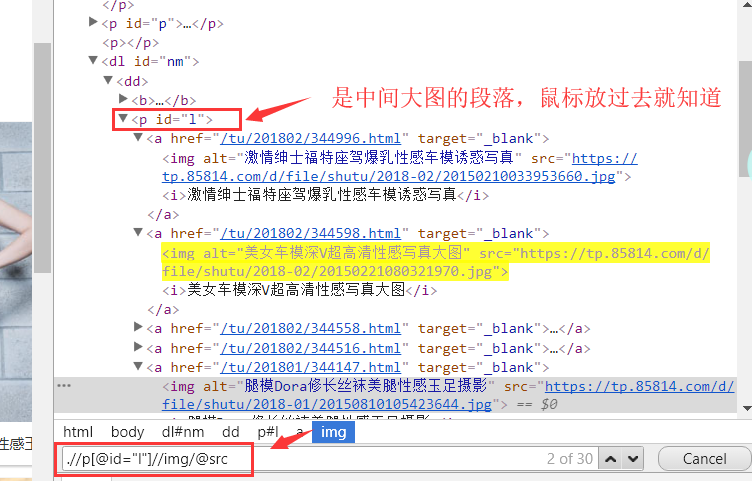 </p>
<p id="p">…</p>
<p></p>
<dl id="nm">
<dd>
<b>…</b>
是中间大图的段落，鼠标放过去就知道
<p id="l">
<a href="/tu/201802/344996.html" target="_blank">
<img alt="激情绅士福特座驾爆乳性感车模诱惑写真" src="https://
tp.85814.com/d/file/shutu/2018-02/20150210033953660.jpg">
<i>激情绅士福特座驾爆乳性感车模诱惑写真</i>
</a>
<a href="/tu/201802/344598.html" target="_blank">
<img alt="美女车模深V超高清性感写真大图" src="https://tp.85814.com/d/
file/shutu/2018-02/20150221080321970.jpg">
<i>美女车模深V超高清性感写真大图</i>
</a>
<a href="/tu/201802/344558.html" target="_blank">…</a>
<a href="/tu/201802/344516.html" target="_blank">…</a>
<a href="/tu/201801/344147.html" target="_blank">
<img alt="腿模Dora修长丝袜美腿性感玉足摄影" src="https://tp.85814.com/d/
file/shutu/2018-01/20150810105423644.jpg"> == $0
性感玉
html body dl#nm dd p#l a img
.//p[@id="l"]//img/@src 2 of 30 Cancel